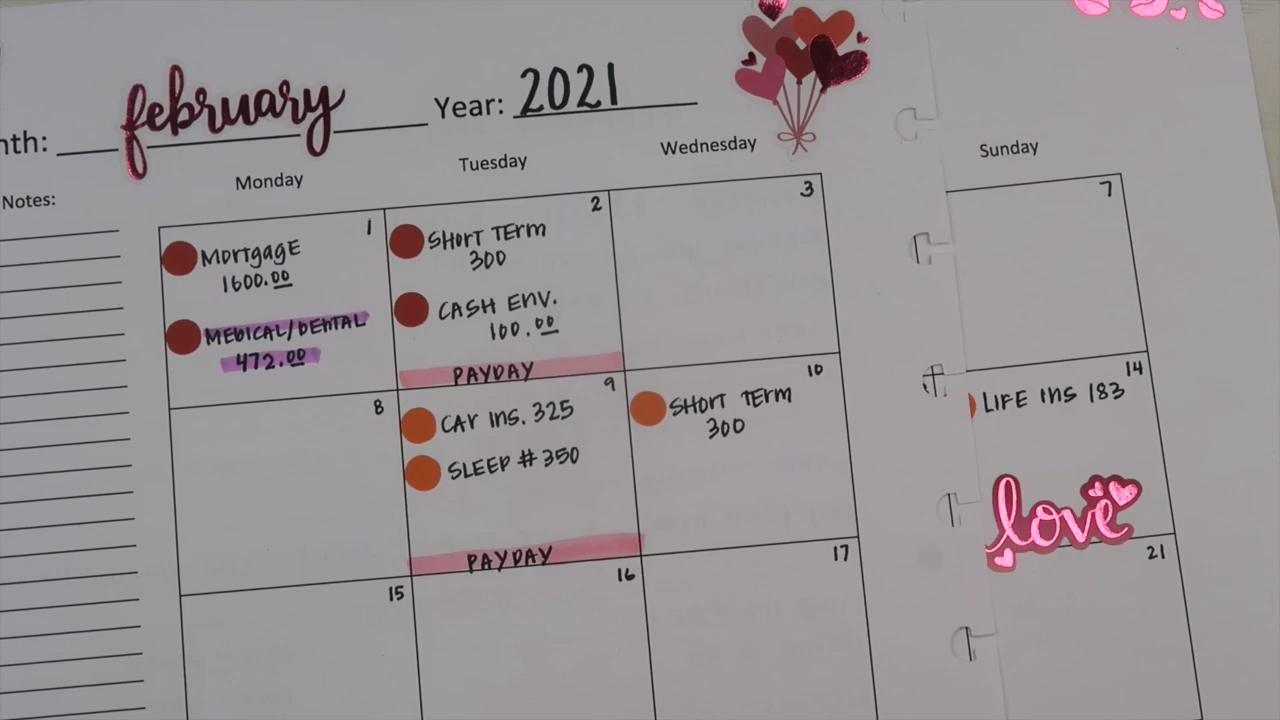 february
nth: Year: 2021
Notes:
Monday Tuesday Wednesday Sunday
1
Mortgage
1600.00
MEDICAL/DENTAL
472.00
2
SHORT TERM
300
CASH ENV.
100.00
PAYDAY
3
7
8
9
CAR INS. 325
SLEEP # 350
PAYDAY
10
SHORT TERM
300
14
LIFE INS 183
love
15
16
17
21